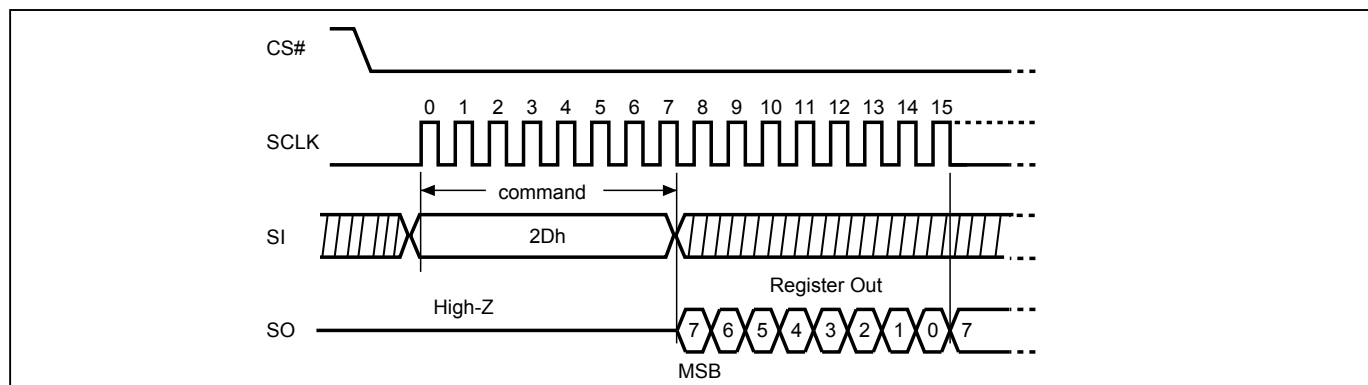 CS#
0 1 2 3 4 5 6 7 8 9 10 11 12 13 14 15
SCLK
command
SI
2Dh
Register Out
High-Z
SO
7 6 5 4 3 2 1 0 7
MSB